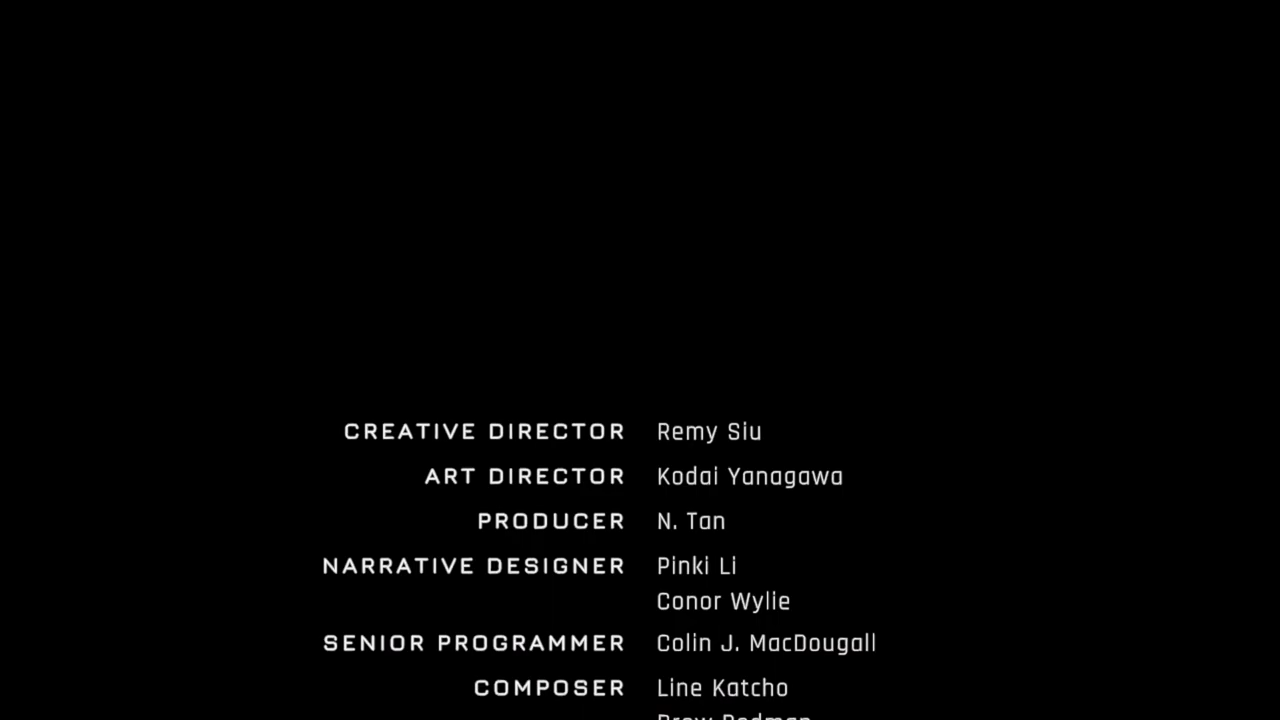 CREATIVE DIRECTOR Remy Siu
ART DIRECTOR Kodai Yanagawa
PRODUCER N. Tan
NARRATIVE DESIGNER Pinki Li
Conor Wylie
SENIOR PROGRAMMER Colin J. MacDougall
COMPOSER Line Katcho